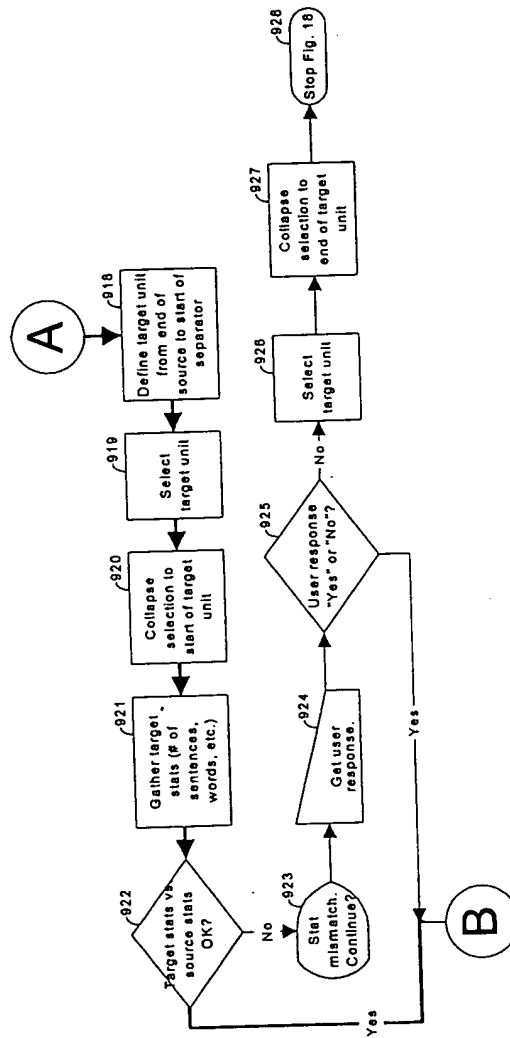 A
918
Define target unit
from end of
source to start of
separator
919
Select
target unit
920
Collapse
selection to
start of target
unit
921
Gather target
stats (# of
sentences,
words, etc.)
922
Target stats vs
source stats
OK?
No
Yes
923
Stat
mismatch.
Continue?
924
Get user
response.
925
User response
"Yes" or "No"?
No
Yes
926
Select
target unit
927
Collapse
selection to
end of target
unit
928
Stop Fig. 18
B